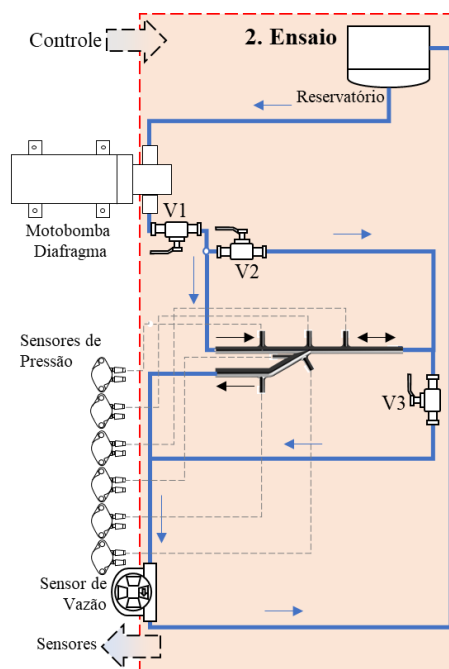 Controle
2. Ensaio
Reservatório
Motobomba
Diafragma
V1
V2
Sensores de
Pressão
V3
Sensor de
Vazão
Sensores